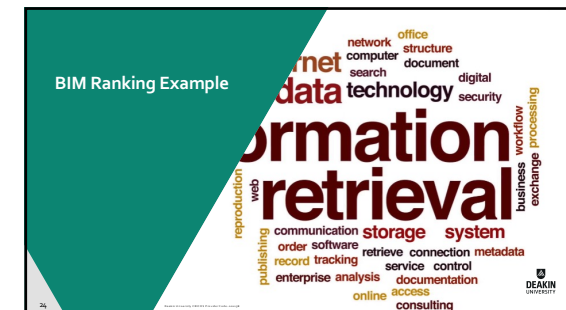 BIM Ranking Example
office
network
structure
rnet
computer
document
search
digital
data
technology
security
ormation
workflow
processing
business
exchange
retrieval
web
reproduction
publishing
communication
storage
system
order
software
retrieve
connection
metadata
record
tracking
service
control
enterprise
analysis
documentation
online
access
consulting
DEAKIN
UNIVERSITY
24